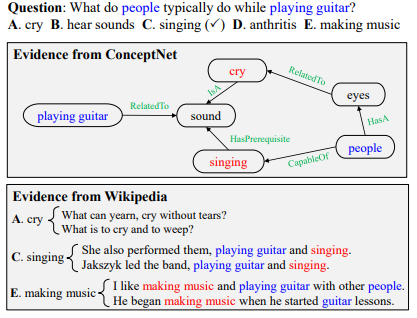 Question: What do people typically do while playing guitar?
A. cry B. hear sounds C. singing (✓) D. anthritis E. making music
Evidence from ConceptNet
cry
RelatedTo
IsA
eyes
RelatedTo
playing guitar
sound
HasA
HasPrerequisite
people
singing
CapableOf
Evidence from Wikipedia
A. cry
What can yearn, cry without tears?
What is to cry and to weep?
C. singing
She also performed them, playing guitar and singing.
Jakszyk led the band, playing guitar and singing.
E. making music
I like making music and playing guitar with other people.
He began making music when he started guitar lessons.